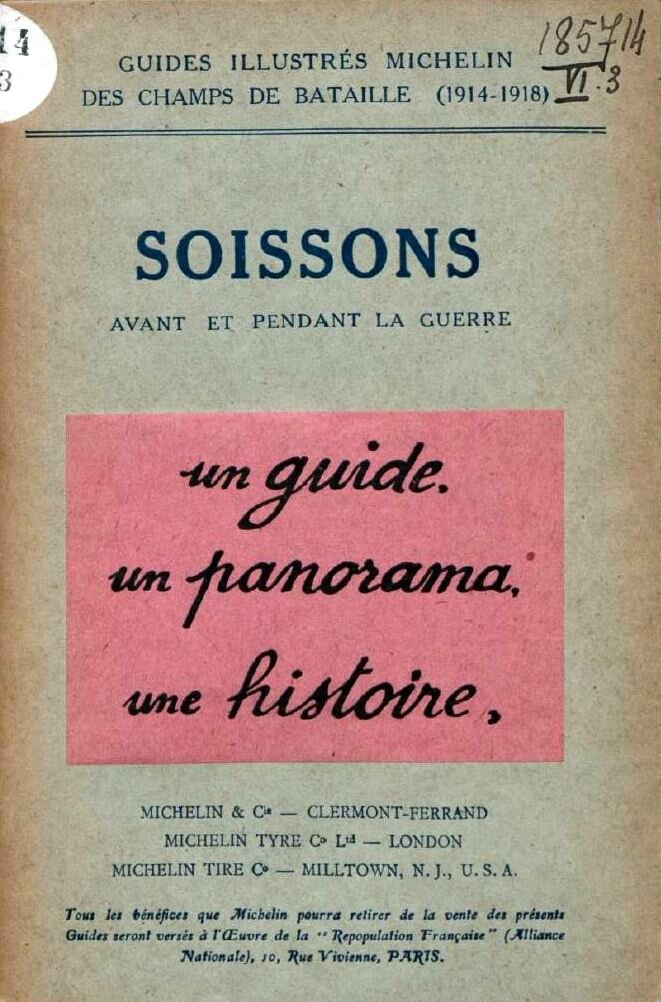 14
3
185714
VI.3
GUIDES ILLUSTRÉS MICHELIN
DES CHAMPS DE BATAILLE (1914-1918)
SOISSONS
AVANT ET PENDANT LA GUERRE
un guide.
un panorama,
une histoire,
MICHELIN & Cie — CLERMONT-FERRAND
MICHELIN TYRE Co Ltd — LONDON
MICHELIN TIRE Co — MILLTOWN, N. J., U. S. A.
Tous les bénéfices que Michelin pourra retirer de la vente des présents
Guides seront versés à l'Œuvre de la "Repopulation Française" (Alliance
Nationale), 10, Rue Vivienne, PARIS.